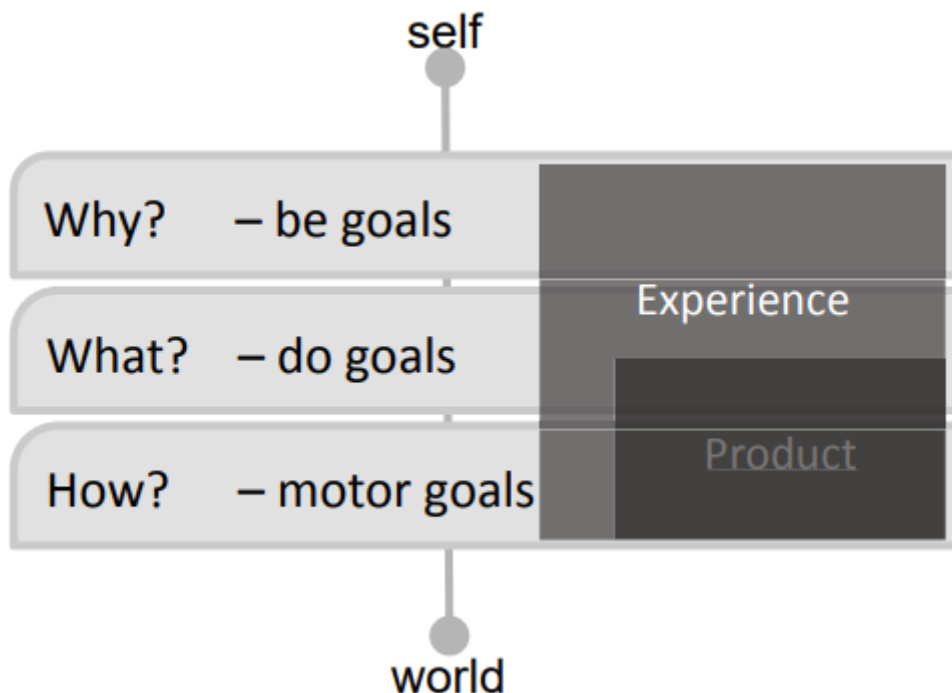 self
Why? – be goals
Experience
What? – do goals
Product
How? – motor goals
world